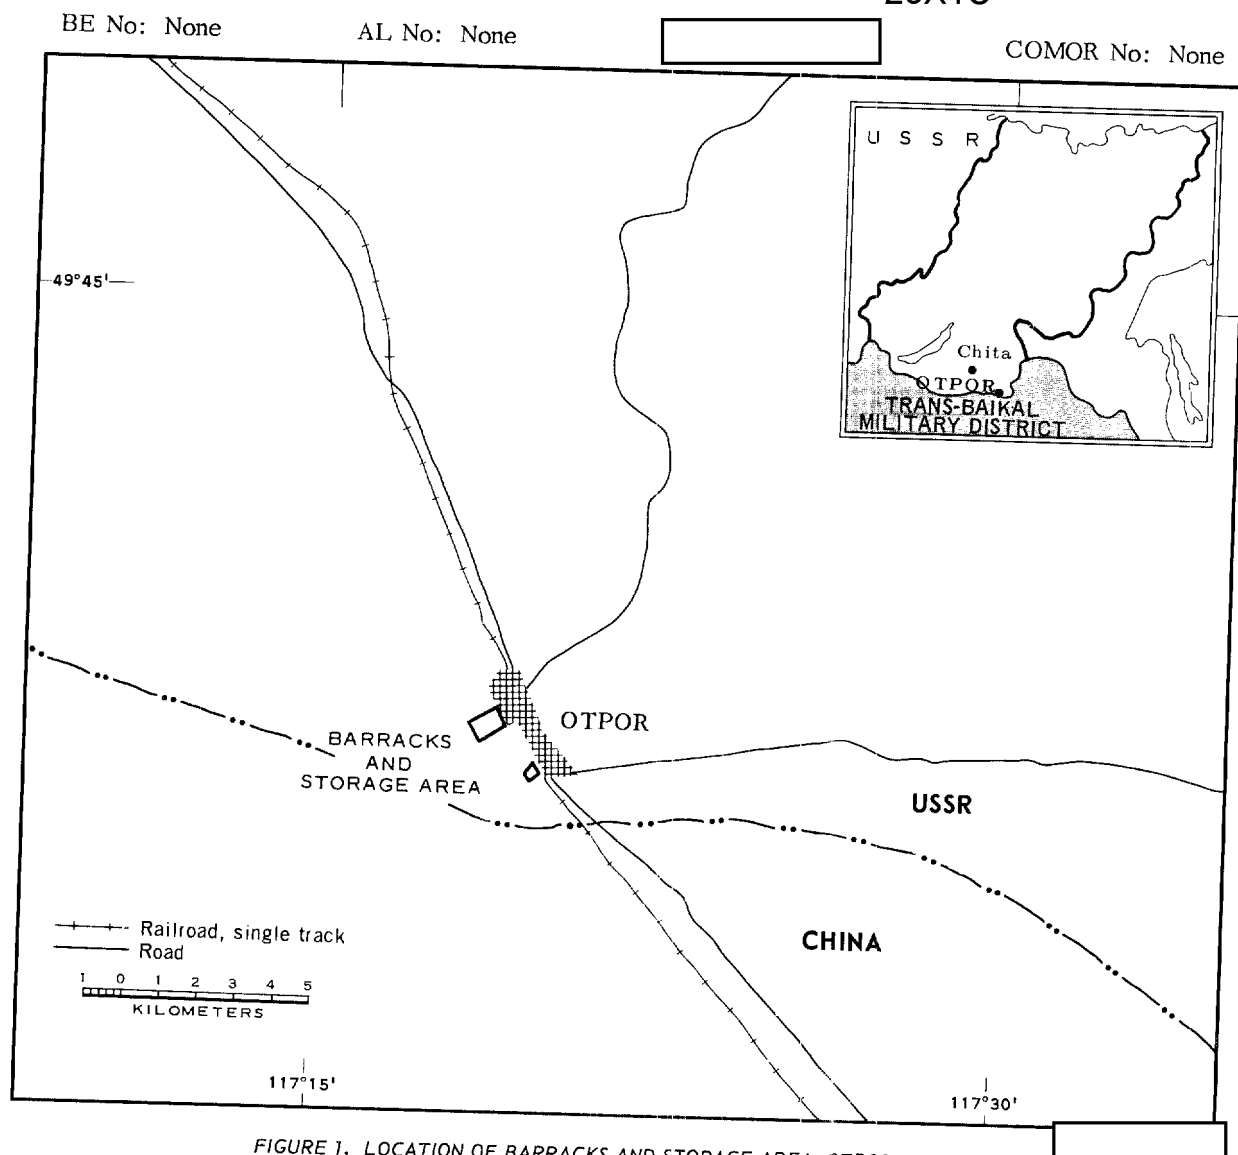 BE No: None
AL No: None
COMOR No: None
USSR
49°45'
Chita
OTPOR
TRANS-BAIKAL
MILITARY DISTRICT
OTPOR
BARRACKS
AND
STORAGE AREA
USSR
CHINA
Railroad, single track
Road
1 0 1 2 3 4 5
KILOMETERS
117°15'
117°30'
FIGURE 1. LOCATION OF BARRACKS AND STORAGE AREA,